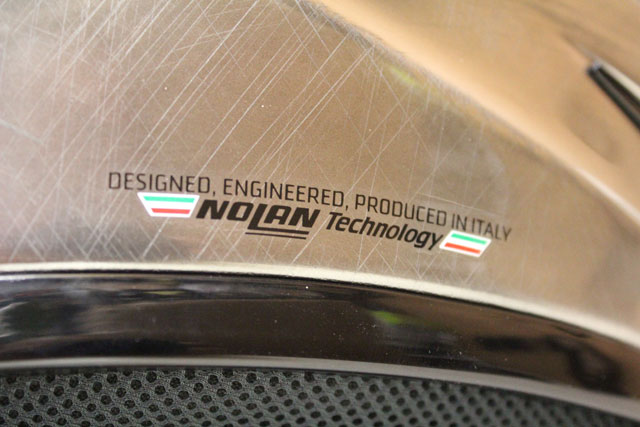 DESIGNED, ENGINEERED, PRODUCED IN ITALY
NOLAN Technology